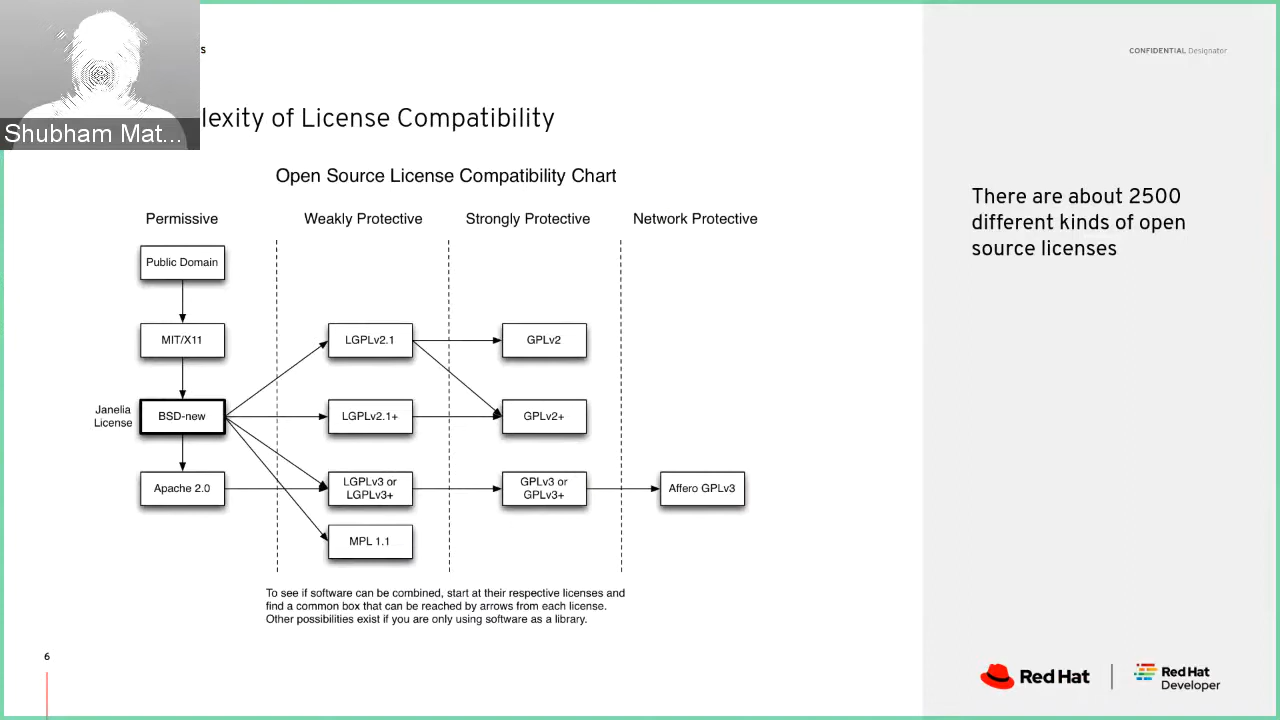 s
CONFIDENTIAL Designator
Shubham Mat...
lexity of License Compatibility
Open Source License Compatibility Chart
Permissive
Weakly Protective
Strongly Protective
Network Protective
Public Domain
MIT/X11
LGPLv2.1
GPLv2
Janelia
License
BSD-new
LGPLv2.1+
GPLv2+
Apache 2.0
LGPLv3 or
LGPLv3+
GPLv3 or
GPLv3+
Affero GPLv3
MPL 1.1
To see if software can be combined, start at their respective licenses and
find a common box that can be reached by arrows from each license.
Other possibilities exist if you are only using software as a library.
There are about 2500
different kinds of open
source licenses
6
Red Hat
Red Hat
Developer